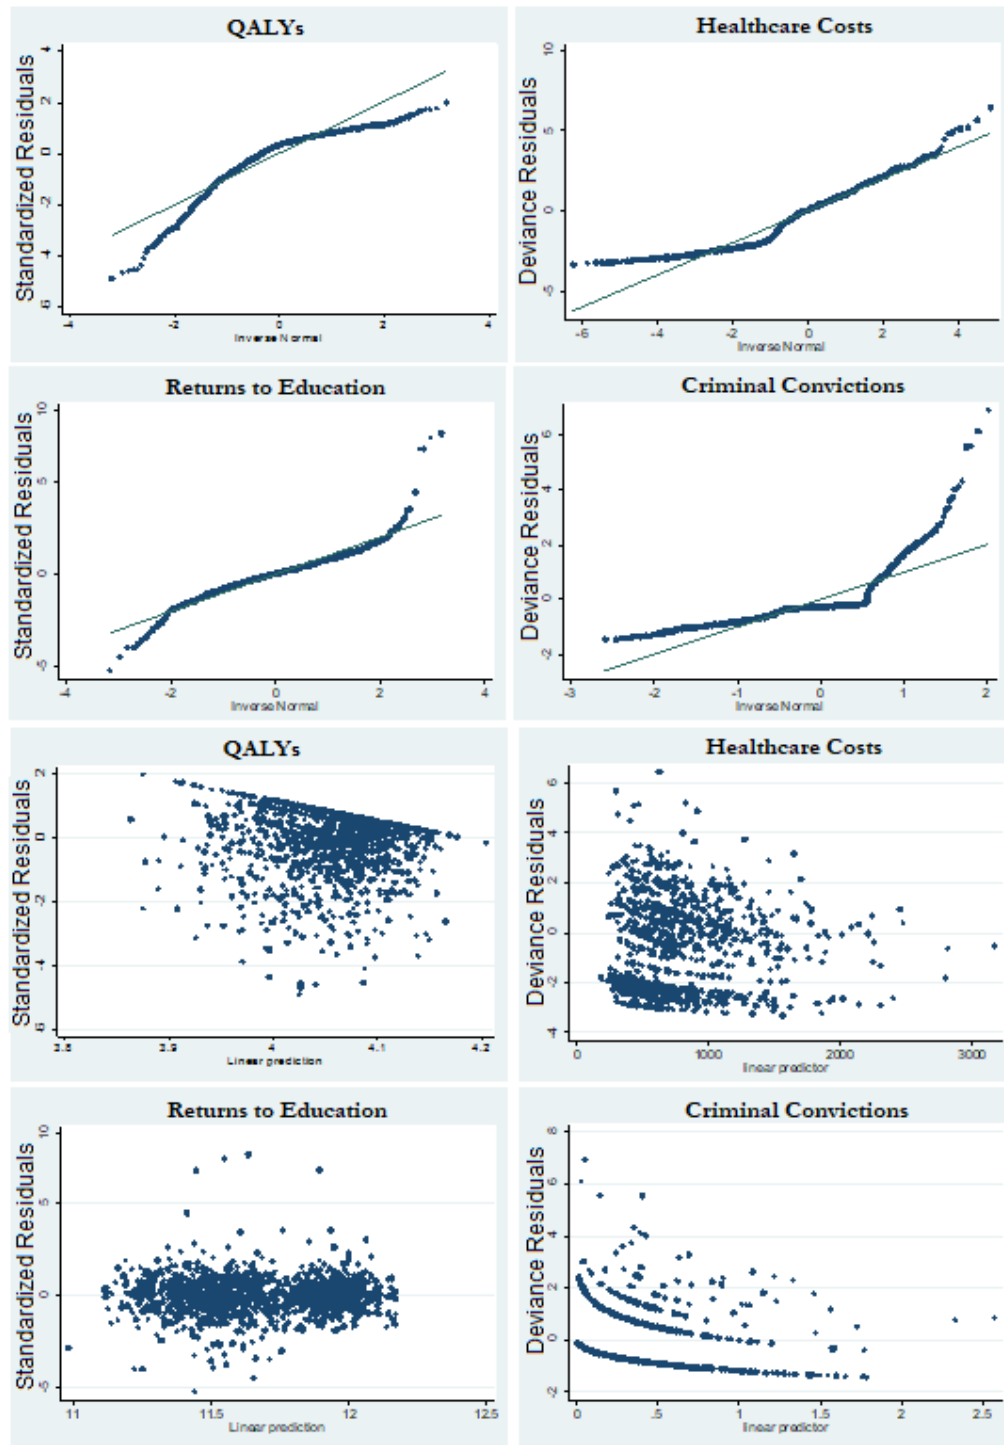 QALYs
Standardized Residuals
4
2
0
-2
-4
-6
-4 -2 0 2 4
Inverse Normal
Healthcare Costs
Deviance Residuals
10
5
0
-5
-6 -4 -2 0 2 4
Inverse Normal
Returns to Education
Standardized Residuals
10
5
0
-5
-4 -2 0 2 4
Inverse Normal
Criminal Convictions
Deviance Residuals
6
4
2
0
-2
-3 -2 -1 0 1 2
Inverse Normal
QALYs
Standardized Residuals
2
0
-2
-4
-6
3.8 3.9 4 4.1 4.2
Linear prediction
Healthcare Costs
Deviance Residuals
6
4
2
0
-2
-4
0 1000 2000 3000
linear predictor
Returns to Education
Standardized Residuals
10
5
0
-5
11 11.5 12 12.5
Linear prediction
Criminal Convictions
Deviance Residuals
8
6
4
2
0
-2
0 .5 1 1.5 2 2.5
linear predictor